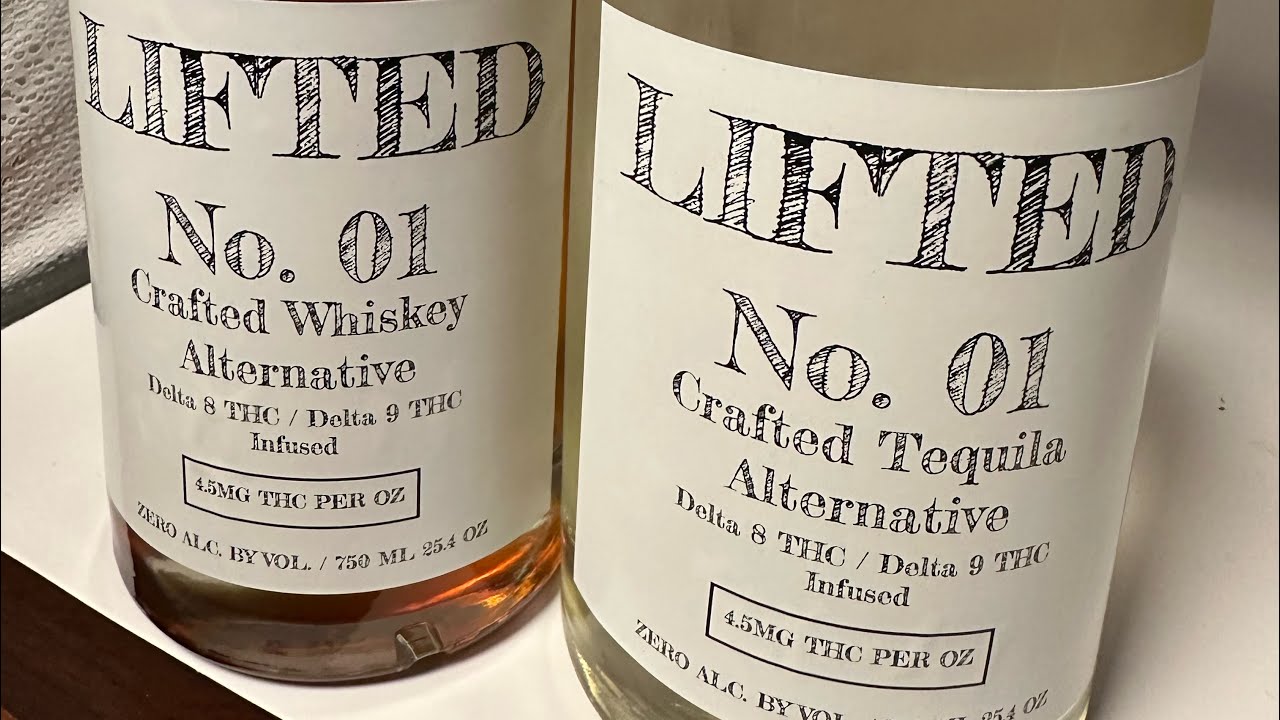 LIFTED
No. 01
Crafted Whiskey
Alternative
Delta 8 THC / Delta 9 THC
Infused
4.5MG THC PER OZ
ZERO ALC. BY VOL. / 750 ML 25.4 OZ
LIFTED
No. 01
Crafted Tequila
Alternative
Delta 8 THC / Delta 9 THC
Infused
4.5MG THC PER OZ
ZERO ALC. BY VOL. 25.4 OZ